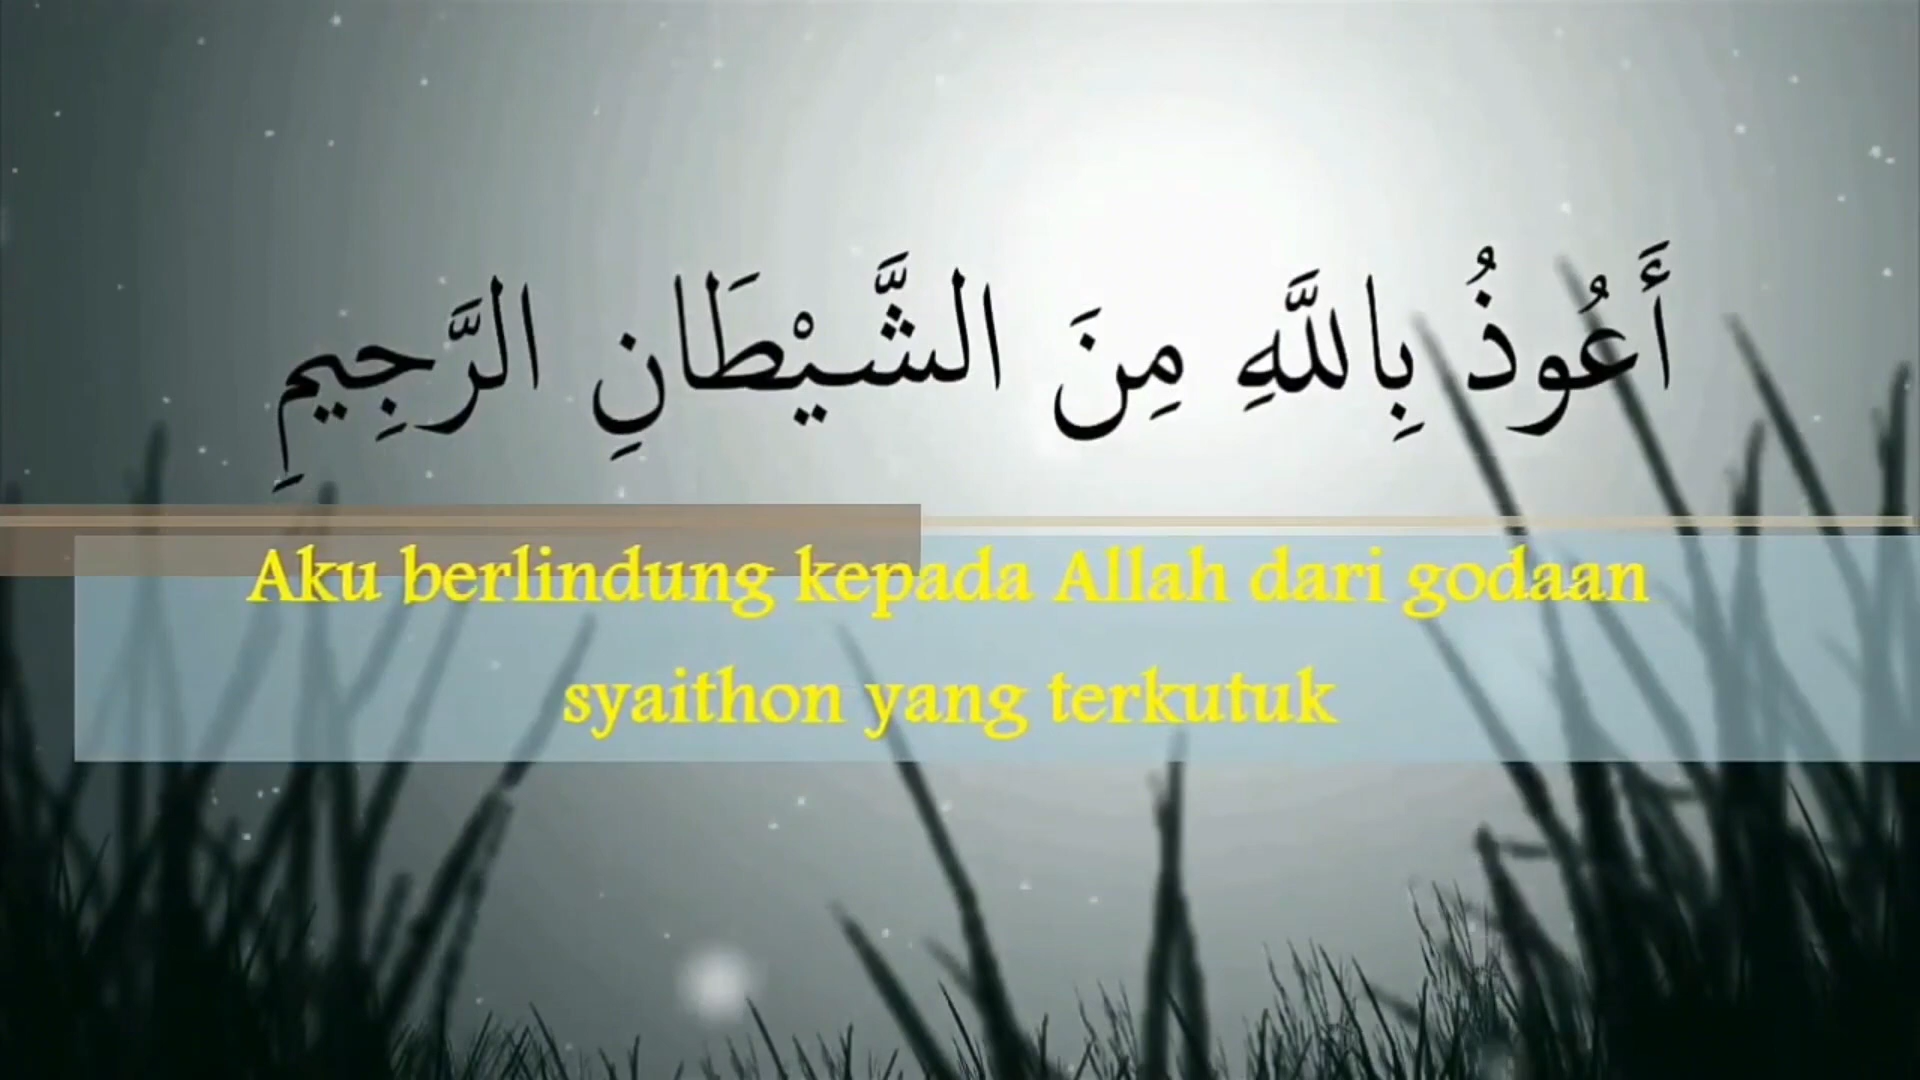 أَعُوذُ بِاللَّهِ مِنَ الشَّيْطَانِ الرَّجِيمِ
Aku berlindung kepada Allah dari godaan
syaithon yang terkutuk